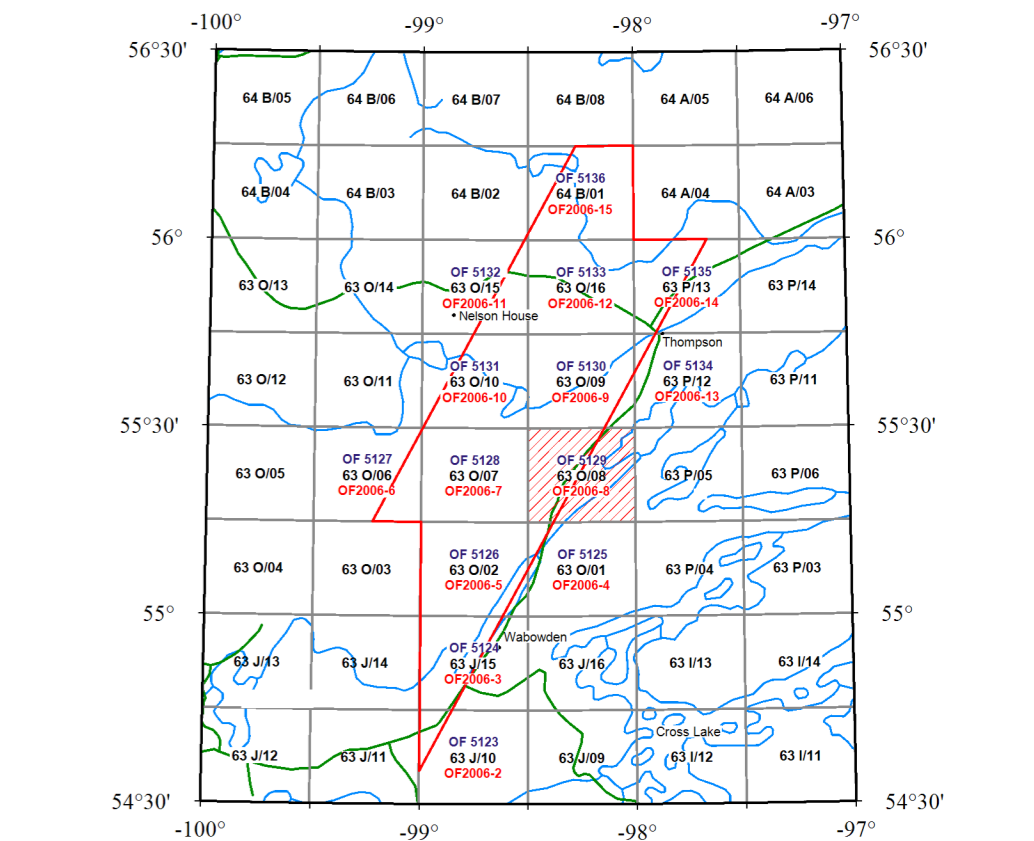 -100° -99° -98° -97°
56°30' 56°30'
64 B/05 64 B/06 64 B/07 64 B/08 64 A/05 64 A/06
OF 5136
64 B/04 64 B/03 64 B/02 64 B/01 64 A/04 64 A/03
OF2006-15
56° 56°
OF 5132 OF 5133 OF 5135
63 O/13 63 O/14 63 O/15 63 O/16 63 P/13 63 P/14
OF2006-11 OF2006-12 OF2006-14
Nelson House
Thompson
OF 5131 OF 5130 OF 5134
63 O/12 63 O/11 63 O/10 63 O/09 63 P/12 63 P/11
OF2006-10 OF2006-9 OF2006-13
55°30' 55°30'
OF 5127 OF 5128 OF 5129
63 O/05 63 O/06 63 O/07 63 O/08 63 P/05 63 P/06
OF2006-6 OF2006-7 OF2006-8
OF 5126 OF 5125
63 O/04 63 O/03 63 O/02 63 O/01 63 P/04 63 P/03
OF2006-5 OF2006-4
55° 55°
Wabowden
OF 5124
63 J/13 63 J/14 63 J/15 63 J/16 63 I/13 63 I/14
OF2006-3
Cross Lake
OF 5123
63 J/12 63 J/11 63 J/10 63 J/09 63 I/12 63 I/11
OF2006-2
54°30' 54°30'
-100° -99° -98° -97°